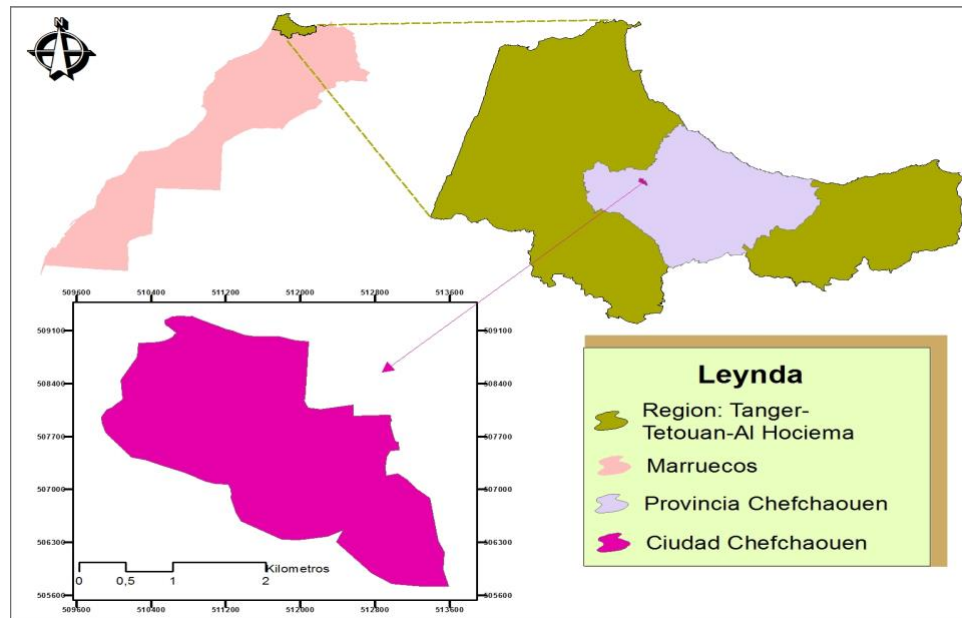 N
509600 510400 511200 512000 512800 513600
509100 509100
508400 508400
507700 507700
507000 507000
506300 506300
505600 505600
0 0,5 1 2
Kilometros
509600 510400 511200 512000 512800 513600
Leynda
Region: Tanger-
Tetouan-Al Hociema
Marruecos
Provincia Chefchaouen
Ciudad Chefchaouen